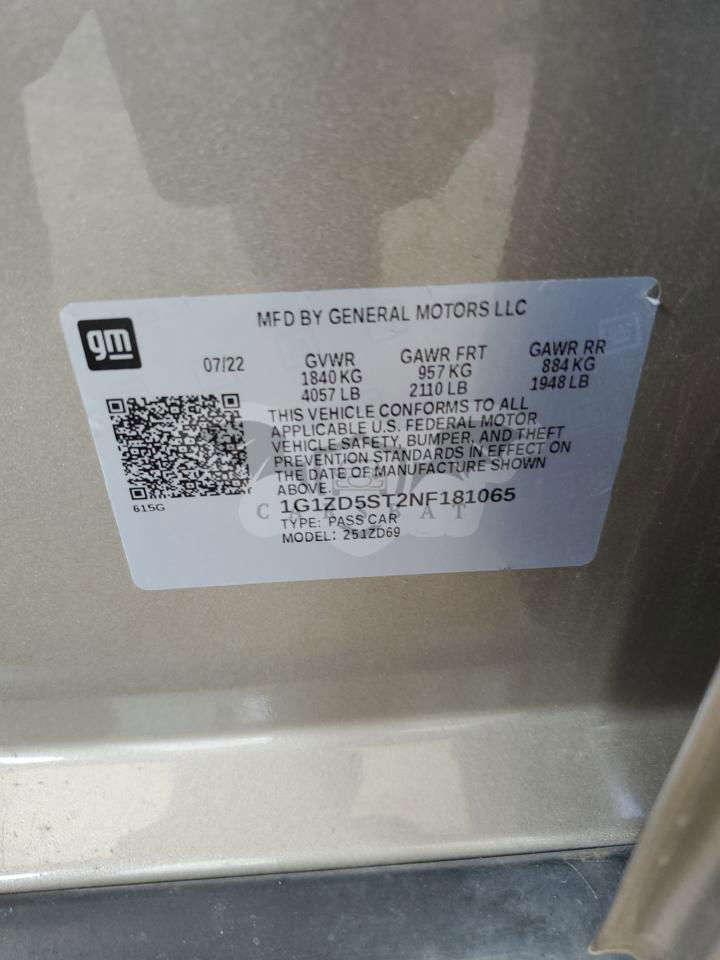 gm
MFD BY GENERAL MOTORS LLC
07/22
GVWR
1840 KG
4057 LB
GAWR FRT
957 KG
2110 LB
GAWR RR
884 KG
1948 LB
THIS VEHICLE CONFORMS TO ALL
APPLICABLE U.S. FEDERAL MOTOR
VEHICLE SAFETY, BUMPER, AND THEFT
PREVENTION STANDARDS IN EFFECT ON
THE DATE OF MANUFACTURE SHOWN
ABOVE.
615G
1G1ZD5ST2NF181065
TYPE: PASS CAR
MODEL: 251ZD69